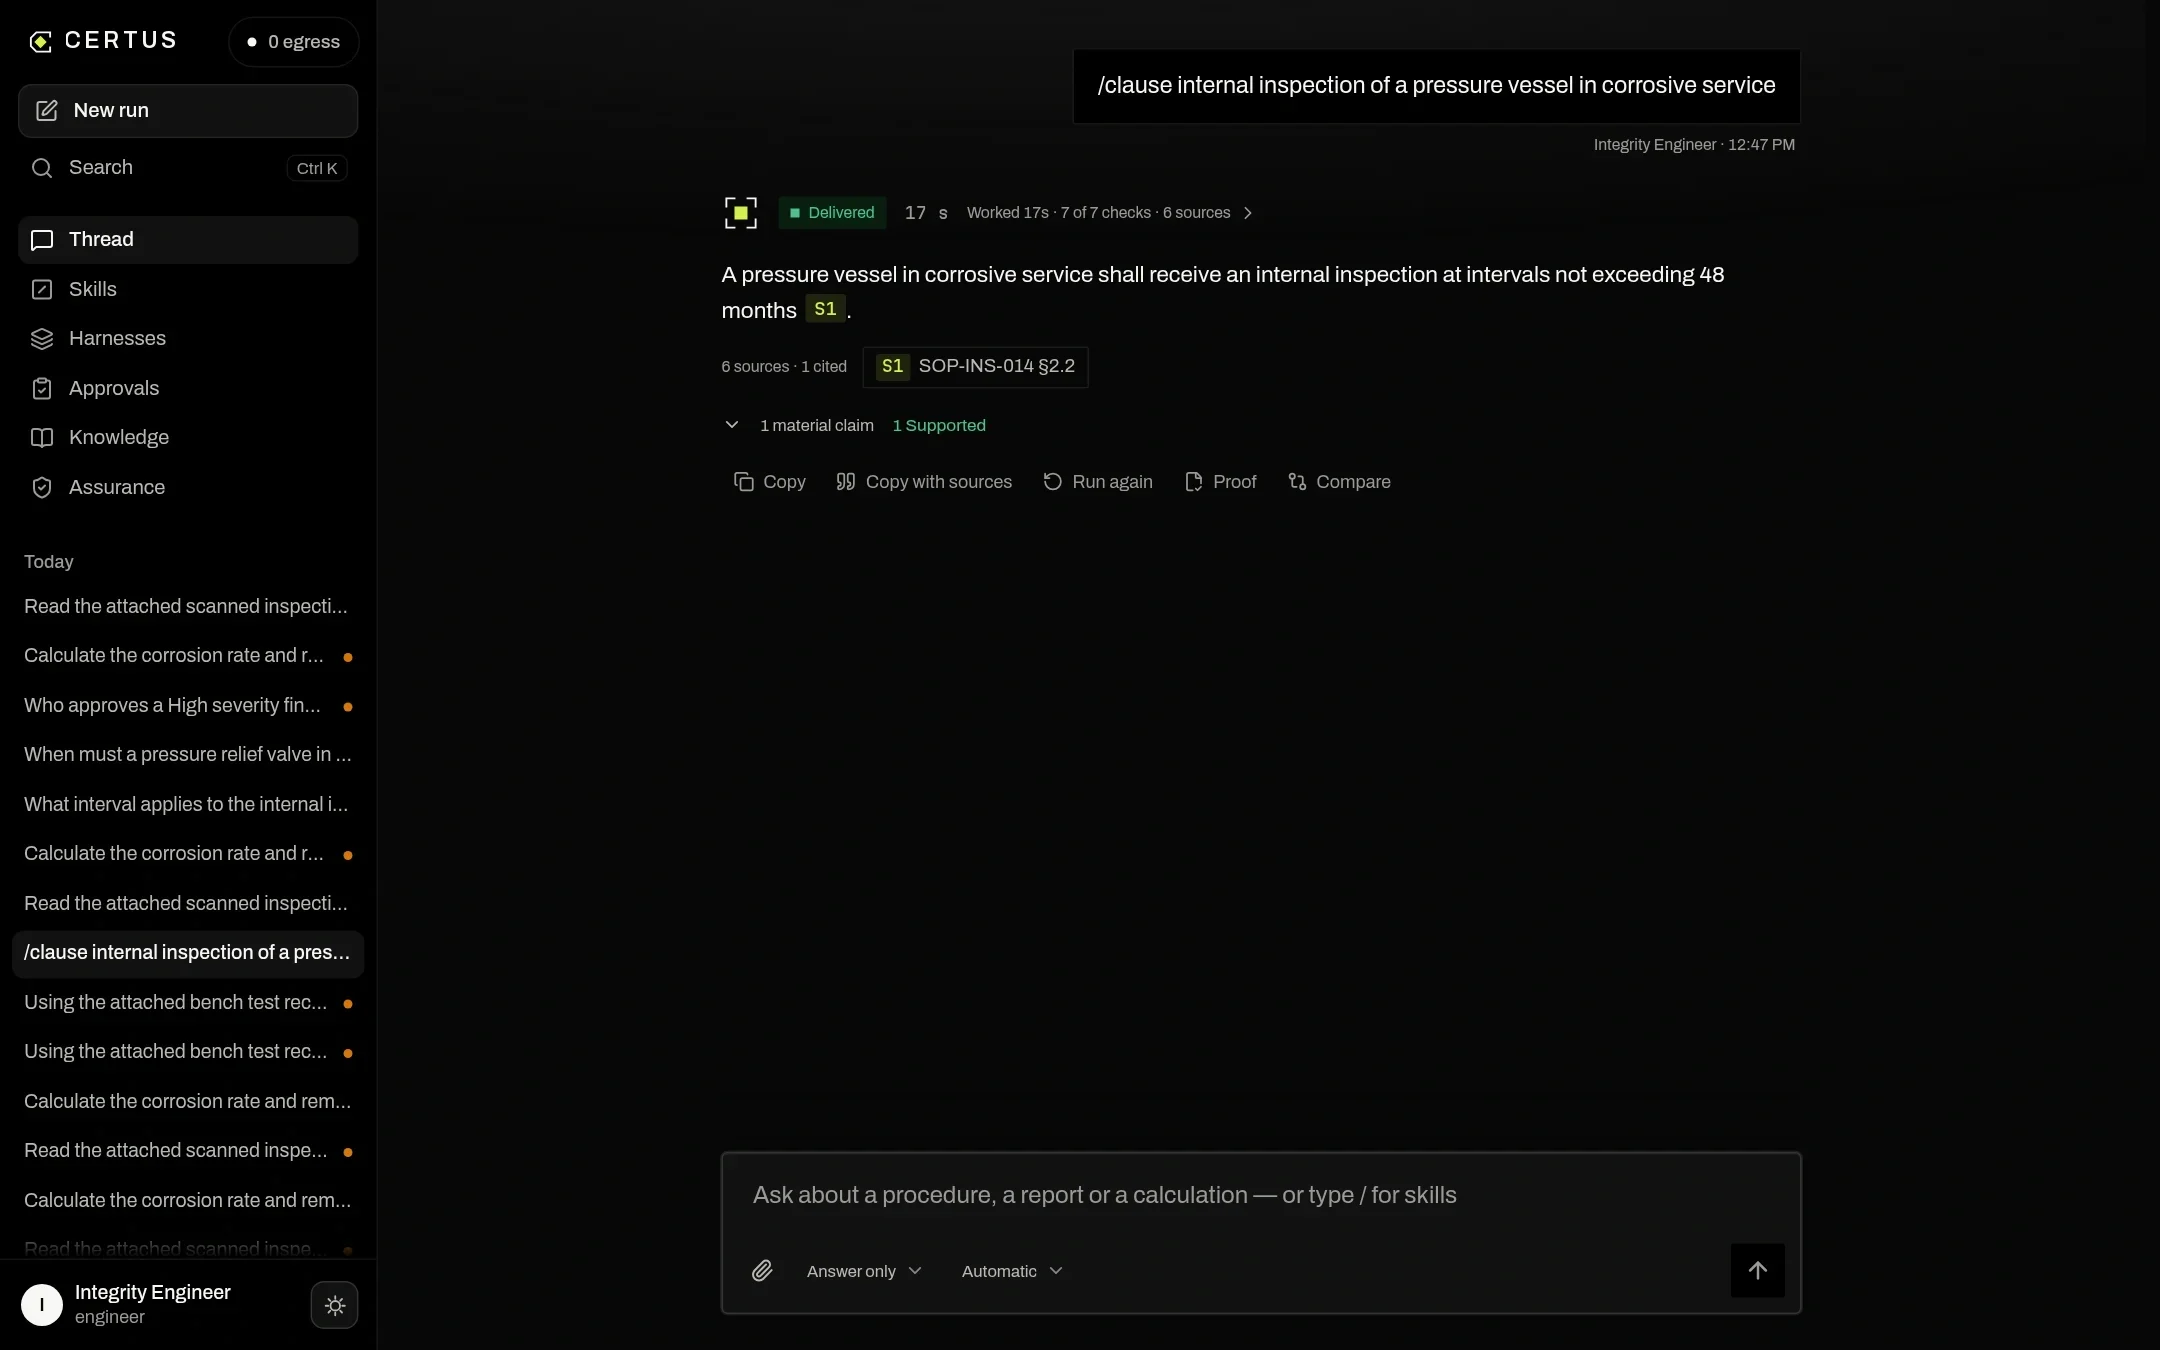 CERTUS
0 egress
New run
Search
Ctrl K
Thread
Skills
Harnesses
Approvals
Knowledge
Assurance
Today
Read the attached scanned inspecti...
Calculate the corrosion rate and r...
Who approves a High severity fin...
When must a pressure relief valve in ...
What interval applies to the internal i...
Calculate the corrosion rate and r...
Read the attached scanned inspecti...
/clause internal inspection of a pres...
Using the attached bench test rec...
Using the attached bench test rec...
Calculate the corrosion rate and rem...
Read the attached scanned inspe...
Calculate the corrosion rate and rem...
Read the attached scanned inspe...
I
Integrity Engineer
engineer
/clause internal inspection of a pressure vessel in corrosive service
Integrity Engineer · 12:47 PM
Delivered
17 s
Worked 17s · 7 of 7 checks · 6 sources
A pressure vessel in corrosive service shall receive an internal inspection at intervals not exceeding 48
months S1.
6 sources · 1 cited
S1 SOP-INS-014 §2.2
1 material claim
1 Supported
Copy
Copy with sources
Run again
Proof
Compare
Ask about a procedure, a report or a calculation — or type / for skills
Answer only
Automatic